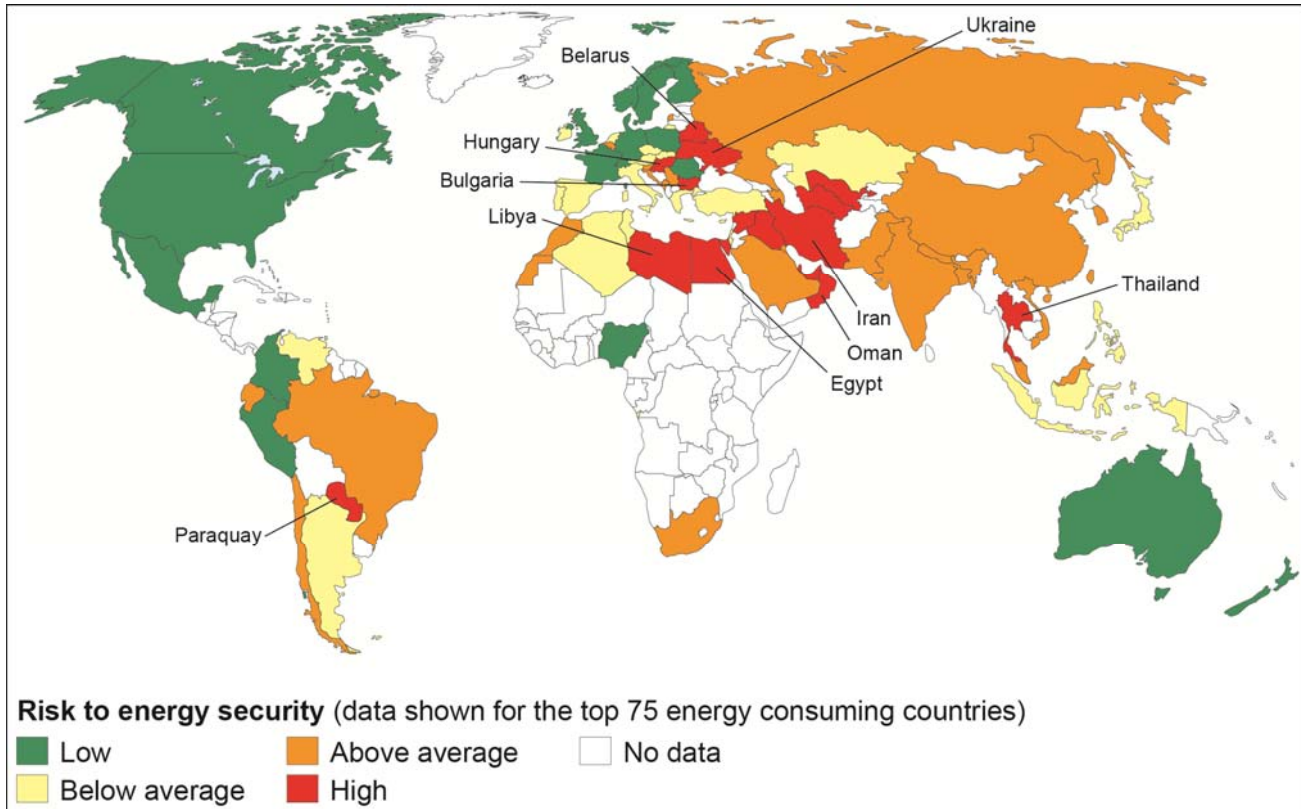 Ukraine
Belarus
Hungary
Bulgaria
Libya
Thailand
Iran
Oman
Egypt
Paraquay
Risk to energy security (data shown for the top 75 energy consuming countries)
Low
Above average
No data
Below average
High